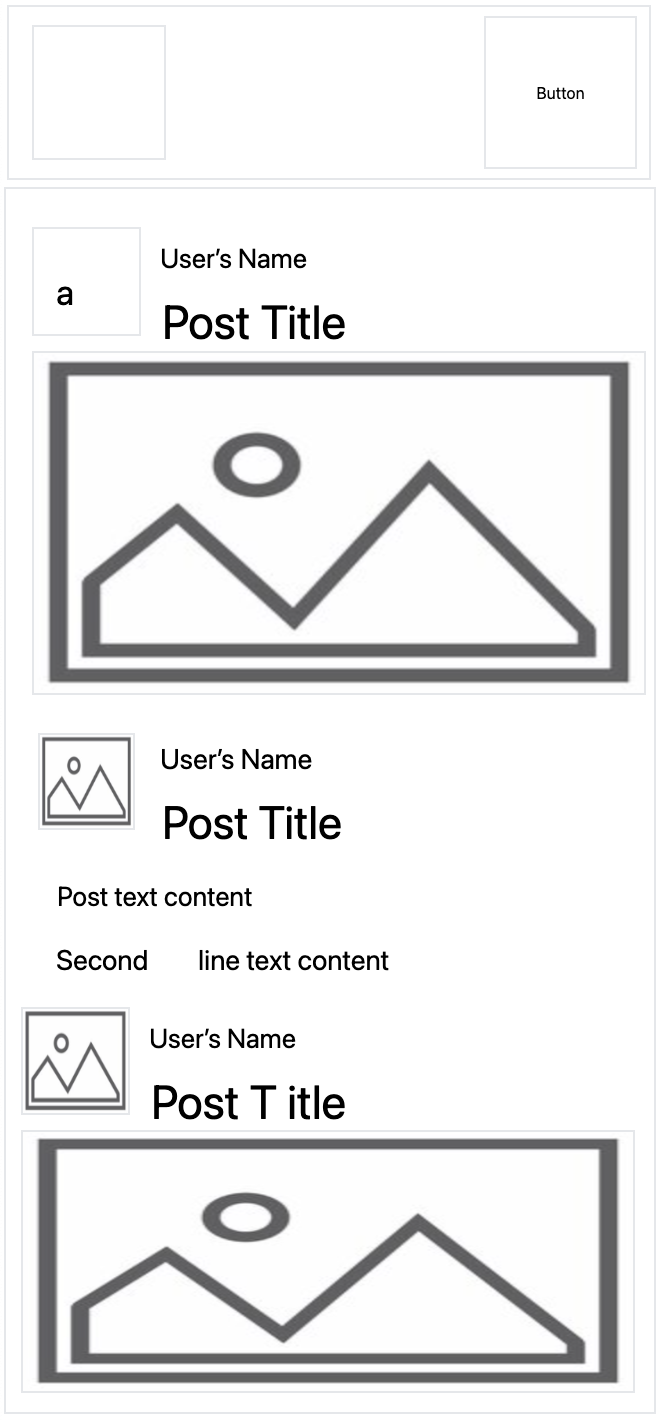 Button
User’s Name
a
Post Title
User’s Name
Post Title
Post text content
Second line text content
User’s Name
Post T itle